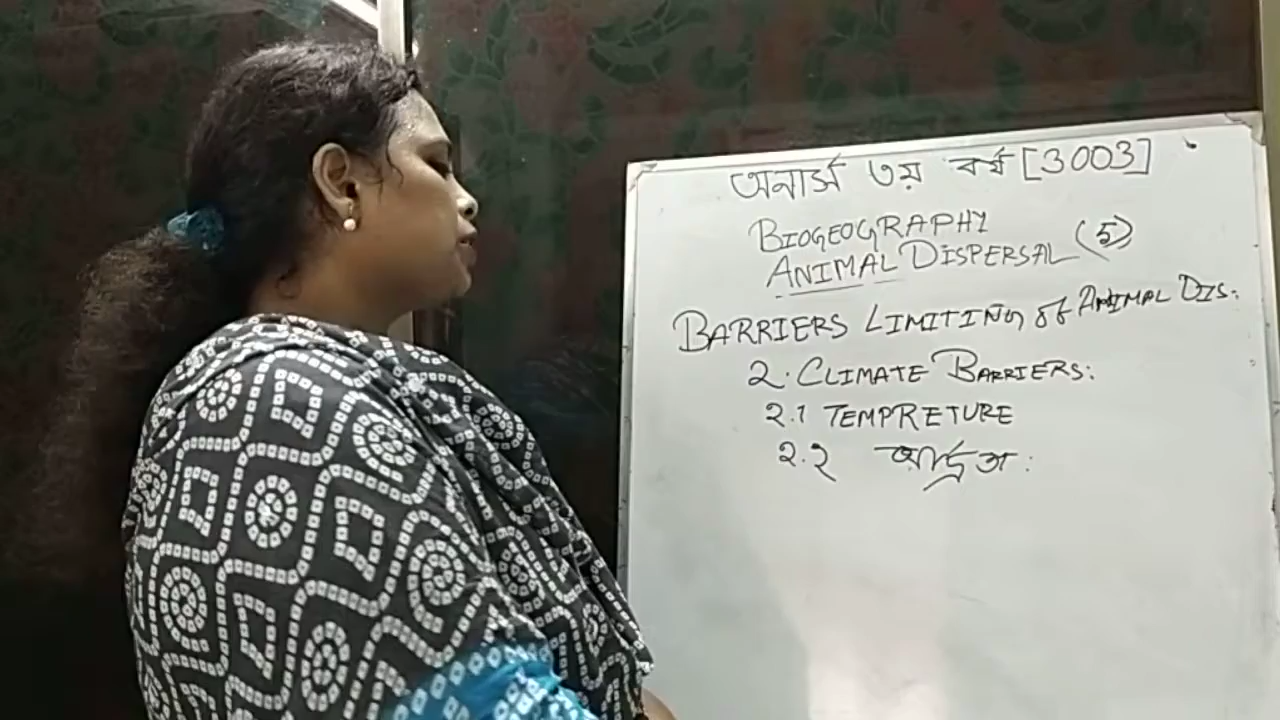 অনার্স ৩য় বর্ষ [3003]
BIOGEOGRAPHY
ANIMAL DISPERSAL (5)
BARRIERS LIMITING of ANIMAL DIS:
2. CLIMATE BARRIERS:
2.1 TEMPRETURE
২.২ আর্দ্রতা: